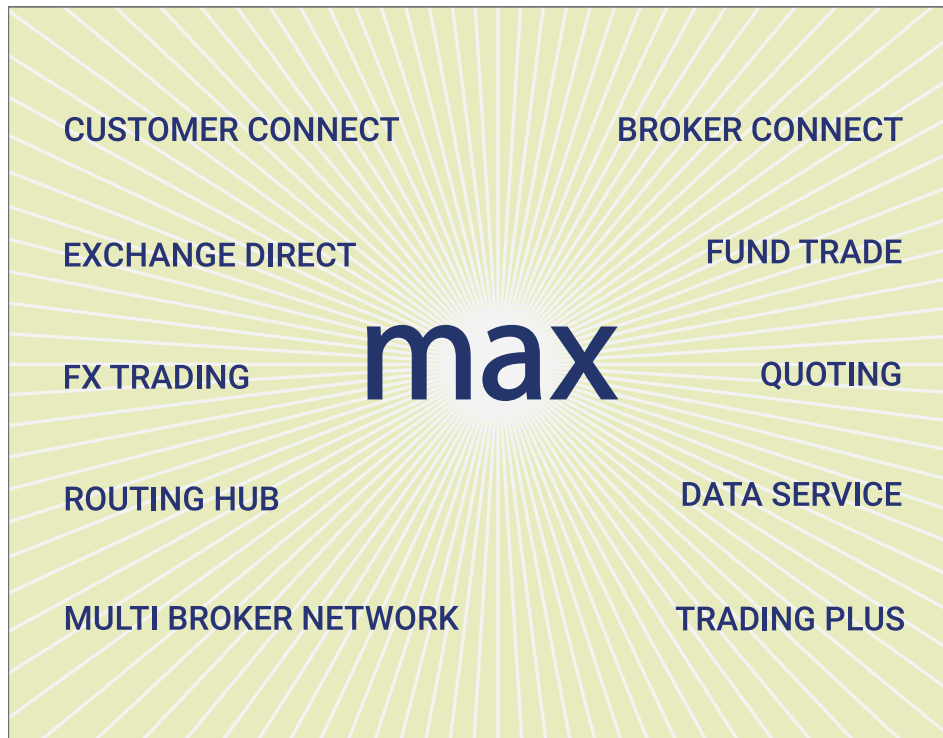 CUSTOMER CONNECT
BROKER CONNECT
EXCHANGE DIRECT
FUND TRADE
max
FX TRADING
QUOTING
ROUTING HUB
DATA SERVICE
MULTI BROKER NETWORK
TRADING PLUS